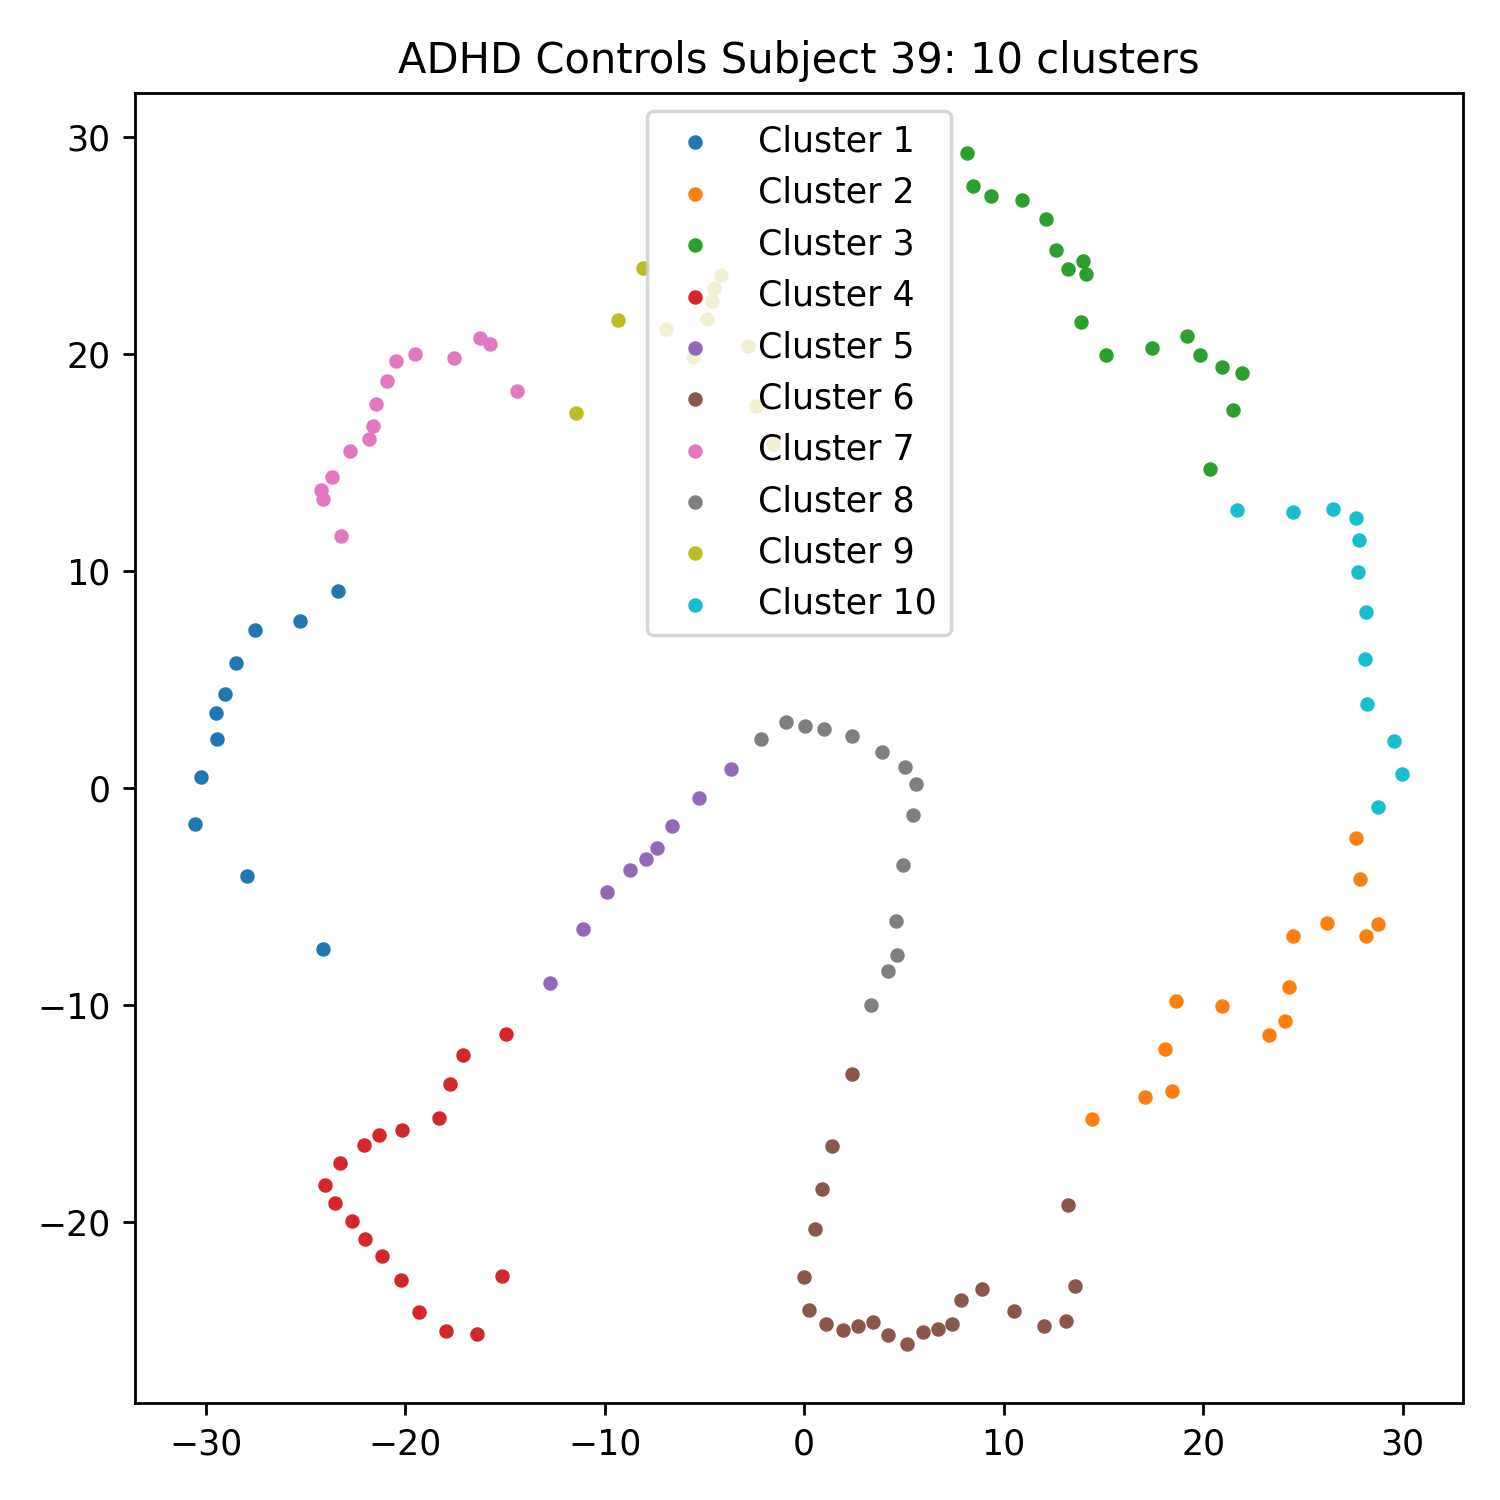 ADHD Controls Subject 39: 10 clusters
30
20
10
0
−10
−20
Cluster 1
Cluster 2
Cluster 3
Cluster 4
Cluster 5
Cluster 6
Cluster 7
Cluster 8
Cluster 9
Cluster 10
−30 −20 −10 0 10 20 30